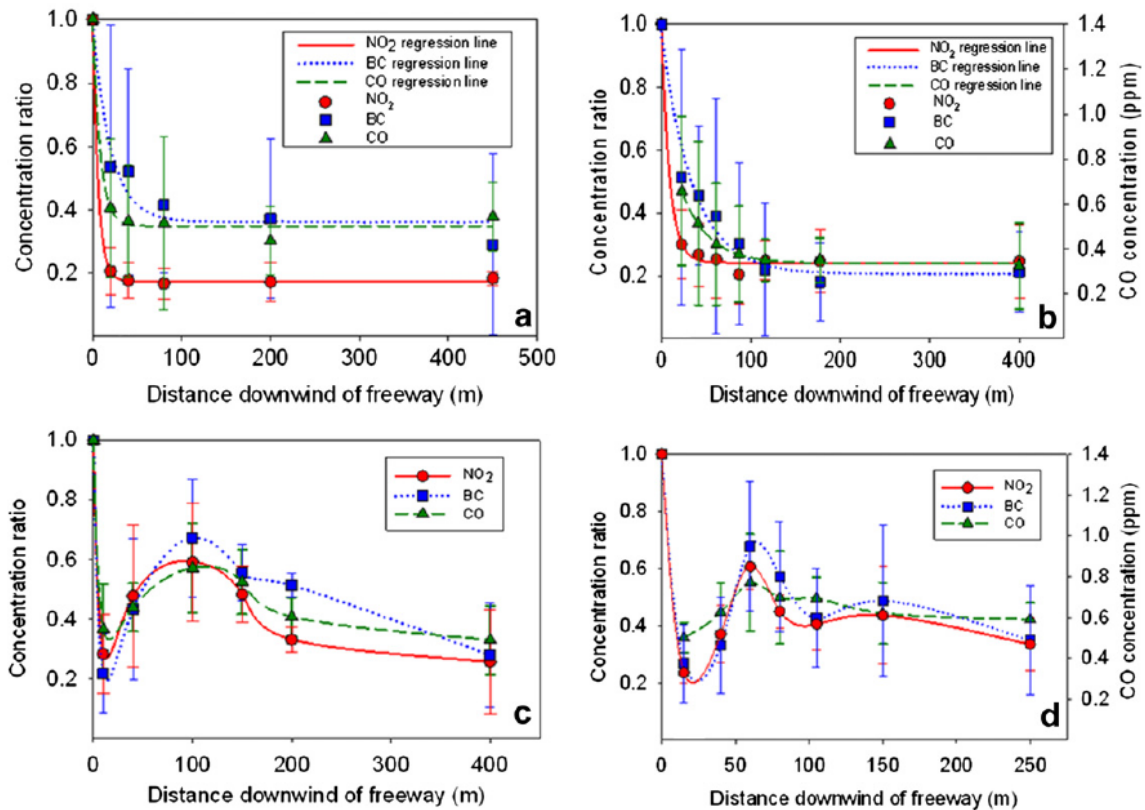 1.0
0.8
0.6
0.4
0.2
Concentration ratio
NO2 regression line
BC regression line
CO regression line
NO2
BC
CO
a
0 100 200 300 400 500
Distance downwind of freeway (m)
1.0
0.8
0.6
0.4
0.2
Concentration ratio
NO2 regression line
BC regression line
CO regression line
NO2
BC
CO
1.4
1.2
1.0
0.8
0.6
0.4
0.2
CO concentration (ppm)
b
0 100 200 300 400
Distance downwind of freeway (m)
1.0
0.8
0.6
0.4
0.2
Concentration ratio
NO2
BC
CO
c
0 100 200 300 400
Distance downwind of freeway (m)
1.0
0.8
0.6
0.4
0.2
Concentration ratio
NO2
BC
CO
1.4
1.2
1.0
0.8
0.6
0.4
0.2
CO concentration (ppm)
d
0 50 100 150 200 250
Distance downwind of freeway (m)